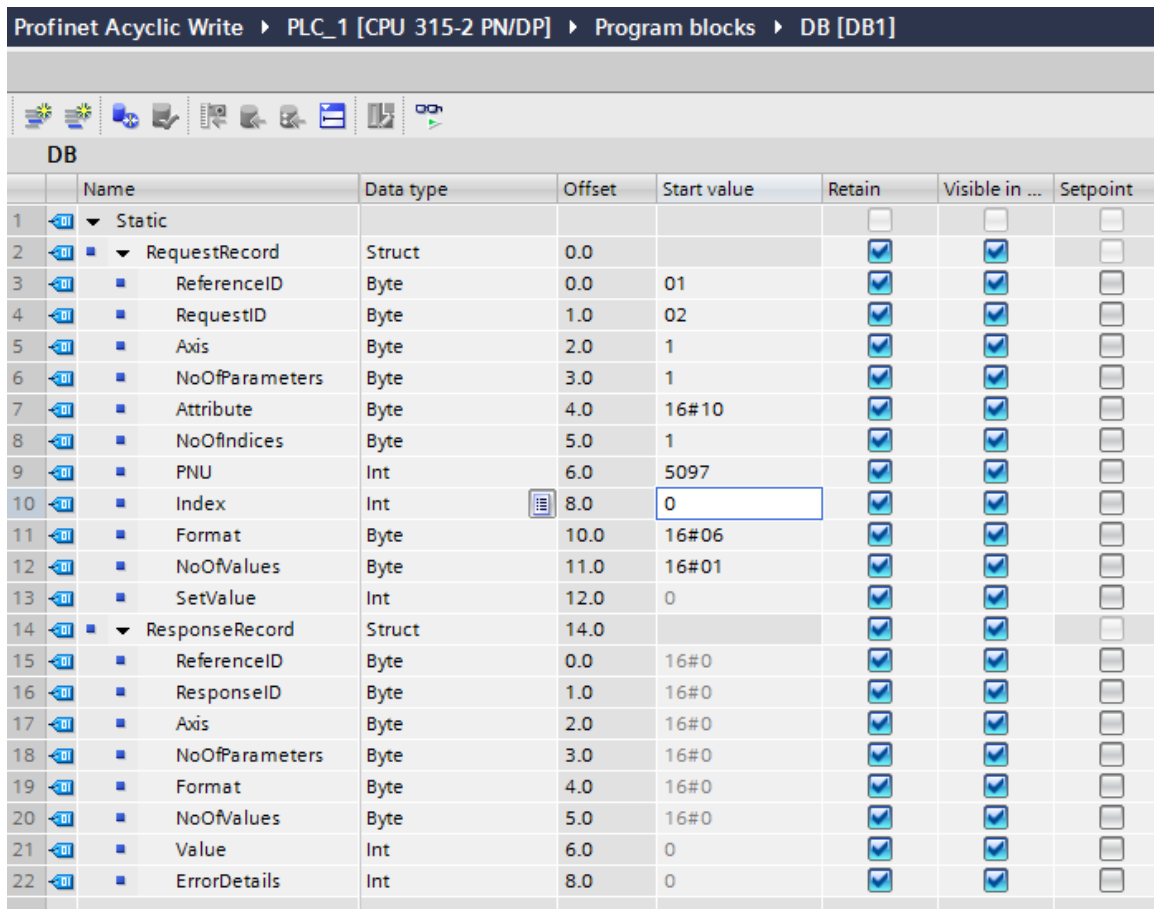 Profinet Acyclic Write ▸ PLC_1 [CPU 315-2 PN/DP] ▸ Program blocks ▸ DB [DB1]
DB
Name Data type Offset Start value Retain Visible in ... Setpoint
1 Static
2 RequestRecord Struct 0.0
3 ReferenceID Byte 0.0 01
4 RequestID Byte 1.0 02
5 Axis Byte 2.0 1
6 NoOfParameters Byte 3.0 1
7 Attribute Byte 4.0 16#10
8 NoOfIndices Byte 5.0 1
9 PNU Int 6.0 5097
10 Index Int 8.0 0
11 Format Byte 10.0 16#06
12 NoOfValues Byte 11.0 16#01
13 SetValue Int 12.0 0
14 ResponseRecord Struct 14.0
15 ReferenceID Byte 0.0 16#0
16 ResponseID Byte 1.0 16#0
17 Axis Byte 2.0 16#0
18 NoOfParameters Byte 3.0 16#0
19 Format Byte 4.0 16#0
20 NoOfValues Byte 5.0 16#0
21 Value Int 6.0 0
22 ErrorDetails Int 8.0 0